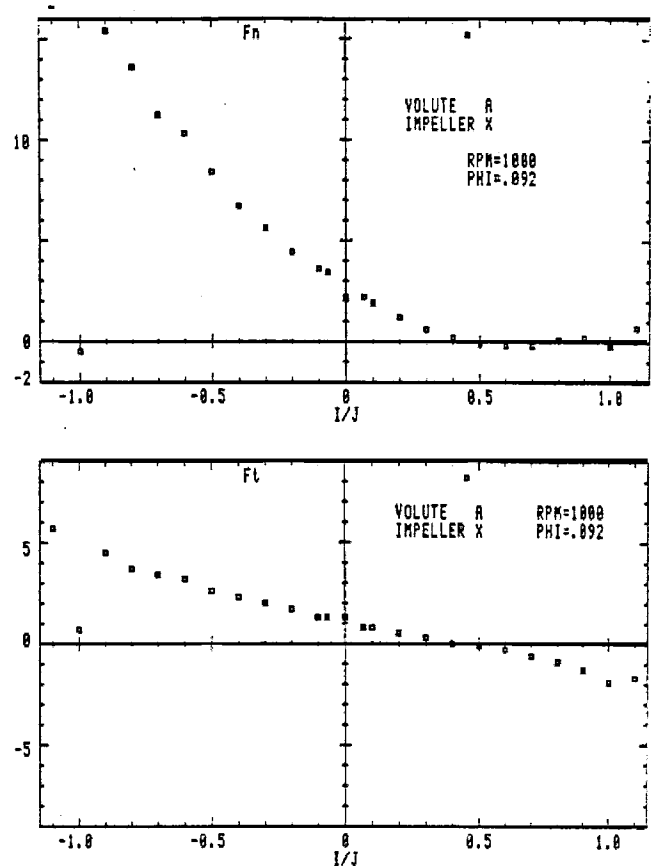 Fn
VOLUTE A
IMPELLER X
RPM=1000
PHI=.092
10
0
-2
-1.0 -0.5 0 0.5 1.0
I/J
Ft
VOLUTE A RPM=1000
IMPELLER X PHI=.092
5
0
-5
-1.0 -0.5 0 0.5 1.0
I/J